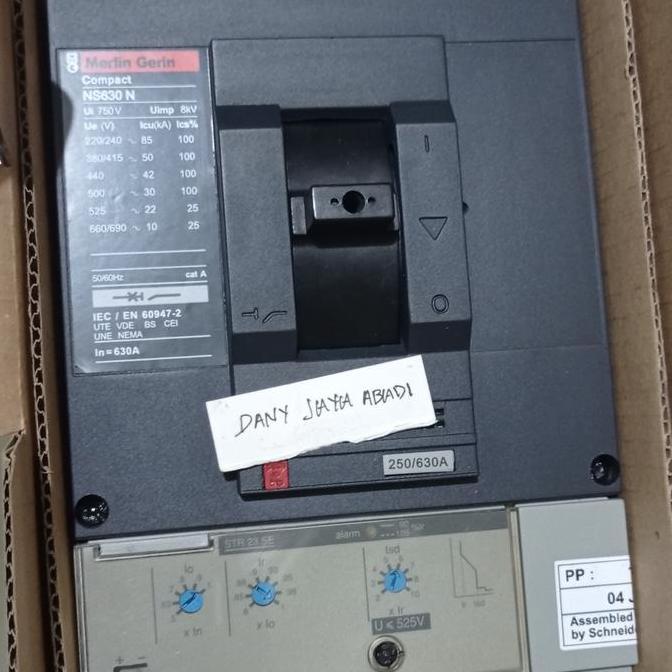 Merlin Gerin
Compact
NS630 N
Ui 750V Uimp 8kV
Ue (V) Icu(kA) Ics%
220/240 ~ 85 100
380/415 ~ 50 100
440 ~ 42 100
500 ~ 30 100
525 ~ 22 25
660/690 ~ 10 25
50/60Hz cat A
IEC / EN 60947-2
UTE VDE BS CEI
UNE NEMA
In = 630A
I
O
DANY JAYA ABADI
250/630A
STR 23 SE
alarm
Io
x In
Ir
x Io
Isd
x Ir
U ≤ 525V
+ -
PP :
04
Assembled
by Schneid